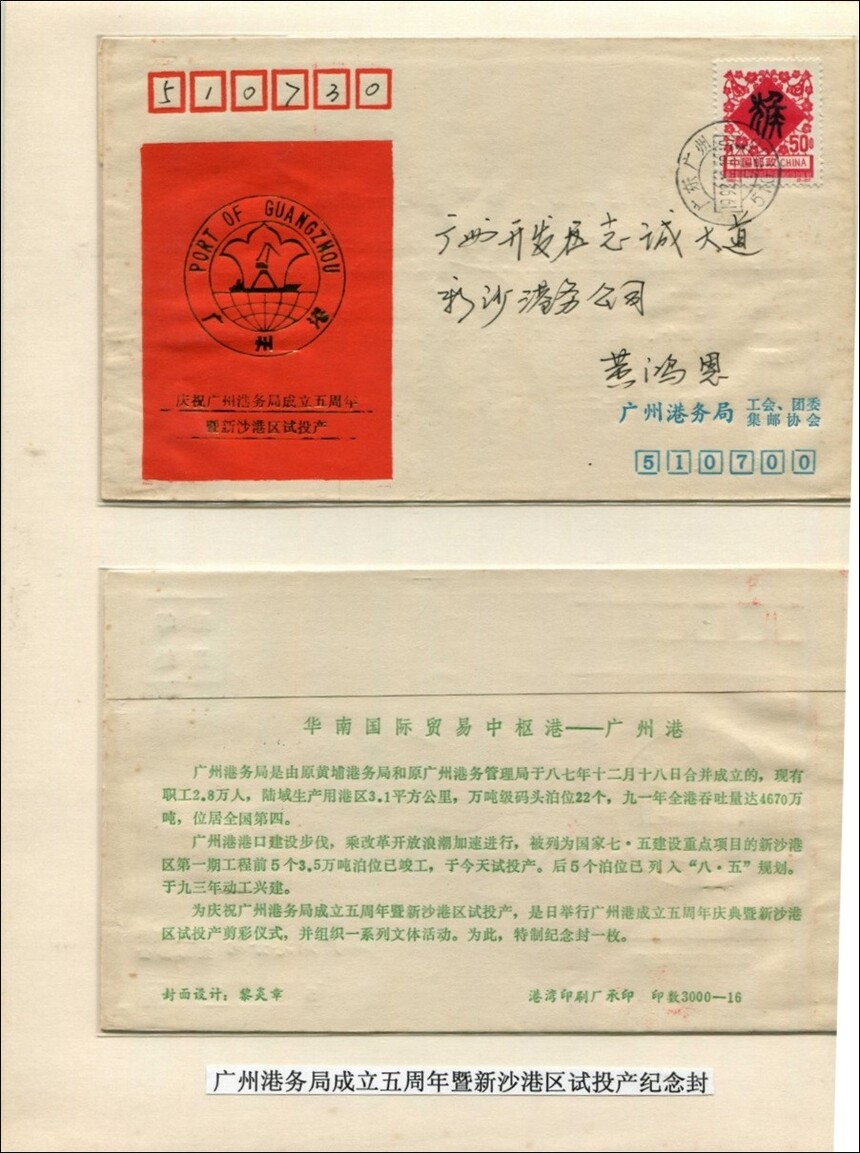 510730
猴
50分
中国邮政 CHINA
广东广州
PORT OF GUANGZHOU
广州港
志诚大道
新沙港务公司
黄鸿恩
庆祝广州港务局成立五周年
暨新沙港区试投产
广州港务局 工会、团委
集邮协会
510700
华南国际贸易中枢港——广州港
广州港务局是由原黄埔港务局和原广州港务管理局于八七年十二月十八日合并成立的，现有
职工2.8万人，陆域生产用港区3.1平方公里，万吨级码头泊位22个，九一年全港吞吐量达4670万
吨，位居全国第四。
广州港港口建设步伐，乘改革开放浪潮加速进行，被列为国家七·五建设重点项目的新沙港
区第一期工程前5个3.5万吨泊位已竣工，于今天试投产。后5个泊位已列入“八·五”规划。
于九三年动工兴建。
为庆祝广州港务局成立五周年暨新沙港区试投产，是日举行广州港成立五周年庆典暨新沙港
区试投产剪彩仪式，并组织一系列文体活动。为此，特制纪念封一枚。
封面设计：黎炎章
港湾印刷厂承印 印数3000—16
广州港务局成立五周年暨新沙港区试投产纪念封